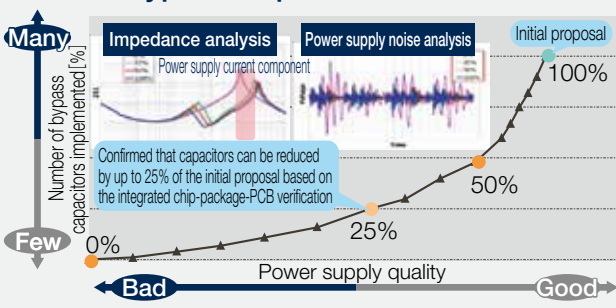 Many
Impedance analysis
Power supply noise analysis
Initial proposal
Power supply current component
100%
Number of bypass
capacitors implemented [%]
Confirmed that capacitors can be reduced
by up to 25% of the initial proposal based on
the integrated chip-package-PCB verification
50%
25%
Few
0%
Power supply quality
Bad
Good